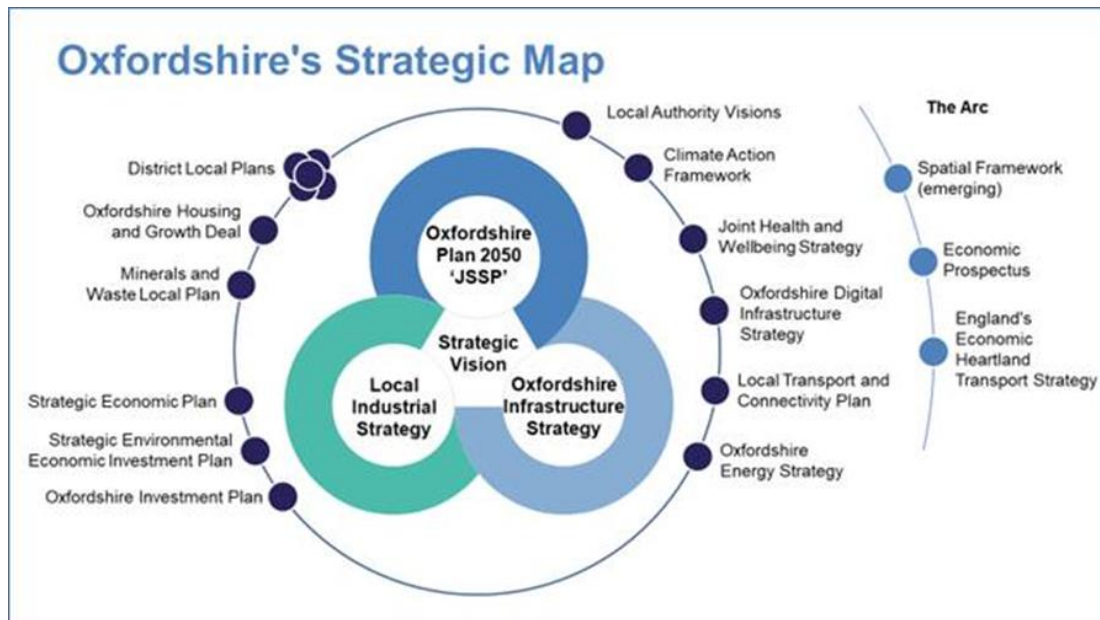 Oxfordshire's Strategic Map
District Local Plans
Oxfordshire Housing
and Growth Deal
Minerals and
Waste Local Plan
Strategic Economic Plan
Strategic Environmental
Economic Investment Plan
Oxfordshire Investment Plan
Oxfordshire
Plan 2050
‘JSSP’
Strategic
Vision
Local
Industrial
Strategy
Oxfordshire
Infrastructure
Strategy
Local Authority Visions
Climate Action
Framework
Joint Health and
Wellbeing Strategy
Oxfordshire Digital
Infrastructure
Strategy
Local Transport and
Connectivity Plan
Oxfordshire
Energy Strategy
The Arc
Spatial Framework
(emerging)
Economic
Prospectus
England's
Economic
Heartland
Transport Strategy